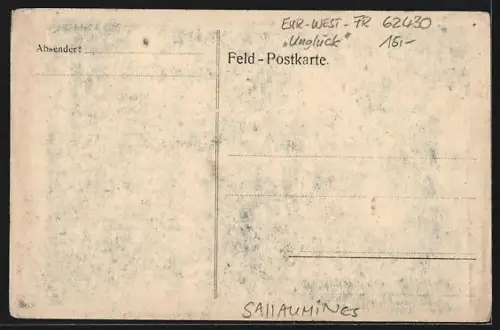 EUR-WEST-FR 62430
„Unglück" 15,-
Absender:
Feld-Postkarte.
SALLAUMINES